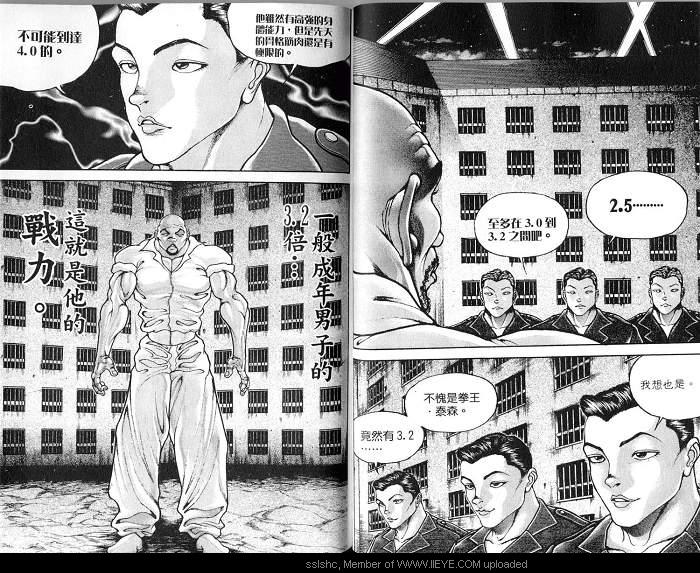 2.5………
至多在3.0到
3.2之間吧。
我想也是。
不愧是拳王
·泰森。
竟然有3.2
……
他雖然有高強的身
體能力，但是先天
的骨格筋肉還是有
極限的。
不可能到達
4.0的。
一般成年男子的
3.2倍…
這就是他的
戰力。
sslshc, Member of VWWW.IIEYE.COM uploaded